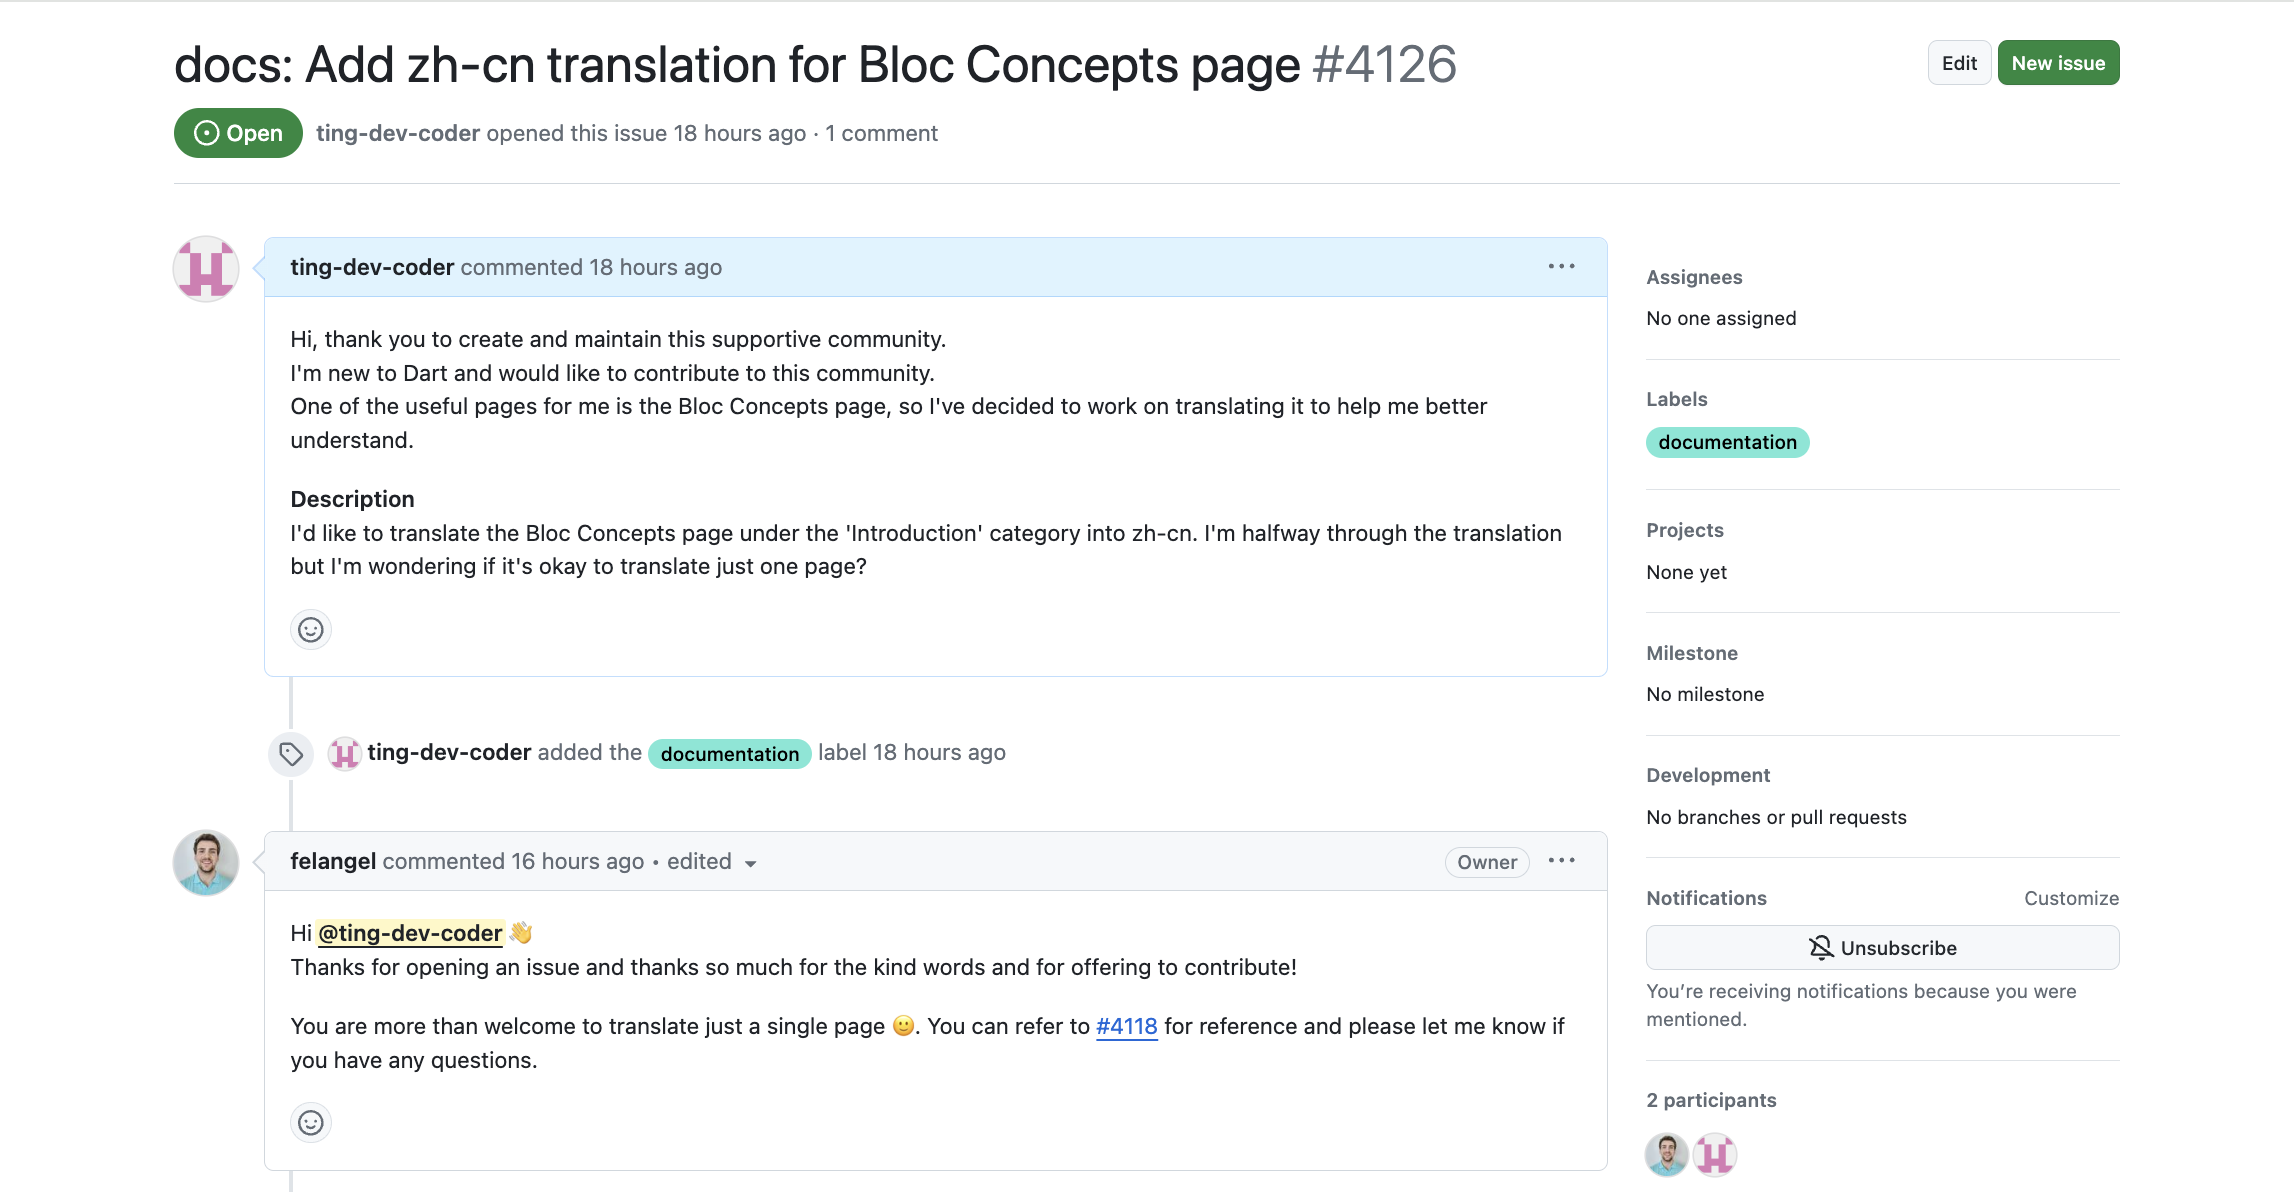 docs: Add zh-cn translation for Bloc Concepts page #4126
Edit
New issue
Open
ting-dev-coder opened this issue 18 hours ago · 1 comment
ting-dev-coder commented 18 hours ago
Hi, thank you to create and maintain this supportive community.
I'm new to Dart and would like to contribute to this community.
One of the useful pages for me is the Bloc Concepts page, so I've decided to work on translating it to help me better
understand.
Description
I'd like to translate the Bloc Concepts page under the 'Introduction' category into zh-cn. I'm halfway through the translation
but I'm wondering if it's okay to translate just one page?
ting-dev-coder added the documentation label 18 hours ago
felangel commented 16 hours ago • edited
Owner
Hi @ting-dev-coder 👋
Thanks for opening an issue and thanks so much for the kind words and for offering to contribute!
You are more than welcome to translate just a single page 🙂. You can refer to #4118 for reference and please let me know if
you have any questions.
Assignees
No one assigned
Labels
documentation
Projects
None yet
Milestone
No milestone
Development
No branches or pull requests
Notifications
Customize
Unsubscribe
You’re receiving notifications because you were
mentioned.
2 participants